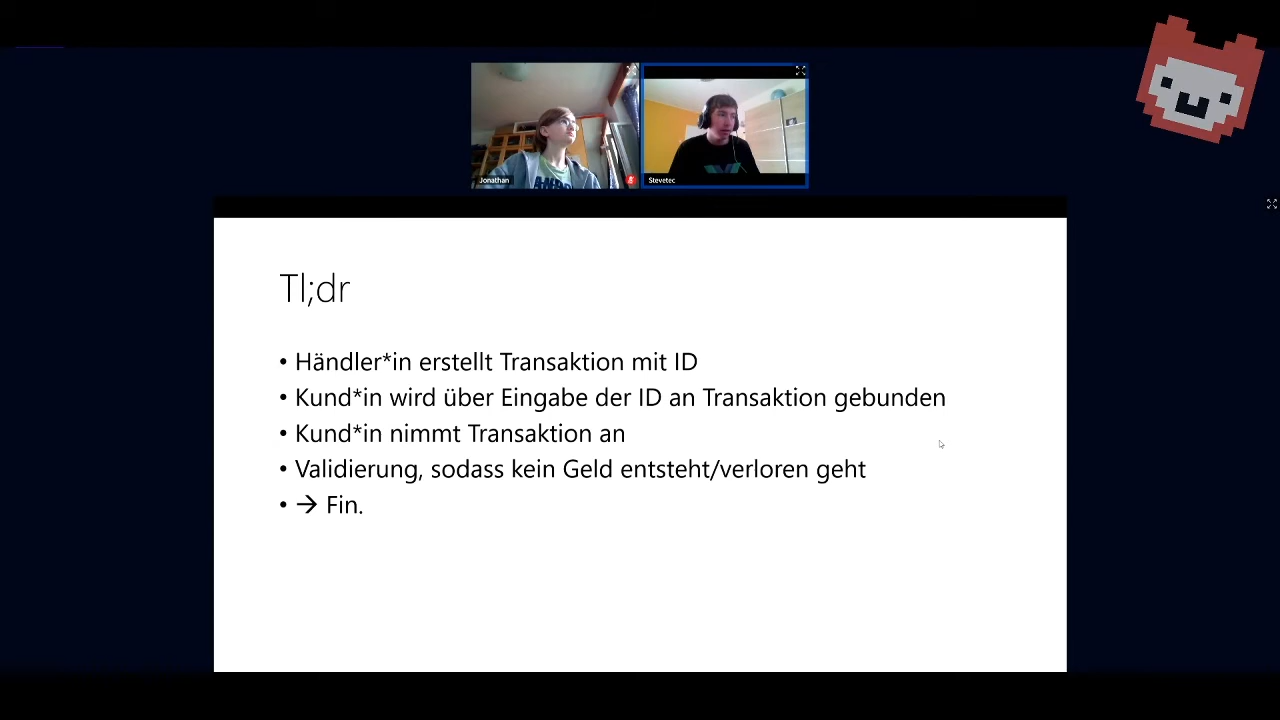 Jonathan
Stevetec
Tl;dr
• Händler*in erstellt Transaktion mit ID
• Kund*in wird über Eingabe der ID an Transaktion gebunden
• Kund*in nimmt Transaktion an
• Validierung, sodass kein Geld entsteht/verloren geht
• → Fin.